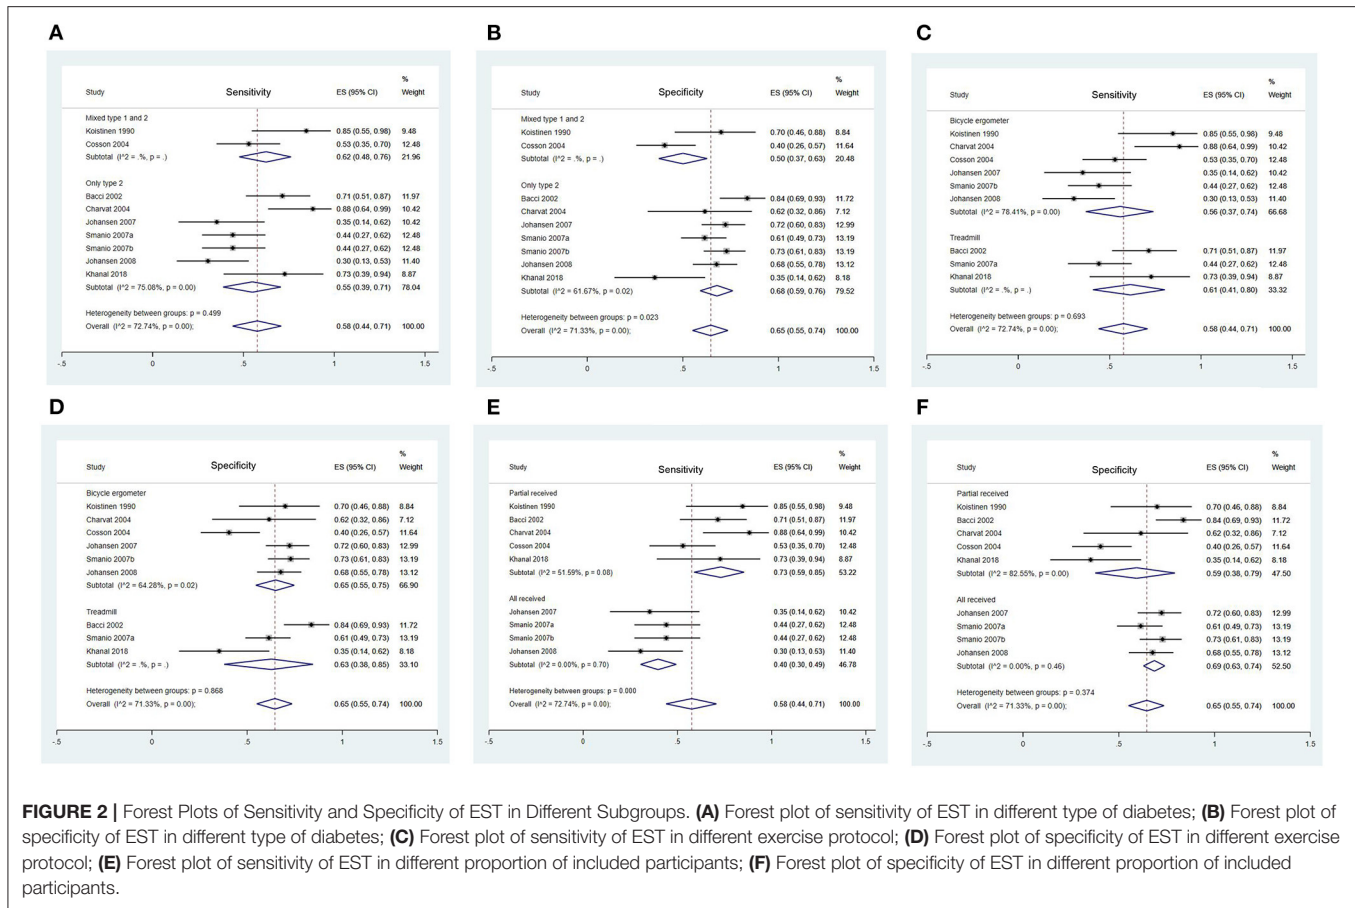 A
%
Study Sensitivity ES (95% CI) Weight
Mixed type 1 and 2
Koistinen 1990 0.85 (0.55, 0.98) 9.48
Cosson 2004 0.53 (0.35, 0.70) 12.48
Subtotal (I^2 = .%, p = .) 0.62 (0.48, 0.76) 21.96
Only type 2
Bacci 2002 0.71 (0.51, 0.87) 11.97
Charvat 2004 0.88 (0.64, 0.99) 10.42
Johansen 2007 0.35 (0.14, 0.62) 10.42
Smanio 2007a 0.44 (0.27, 0.62) 12.48
Smanio 2007b 0.44 (0.27, 0.62) 12.48
Johansen 2008 0.30 (0.13, 0.53) 11.40
Khanal 2018 0.73 (0.39, 0.94) 8.87
Subtotal (I^2 = 75.08%, p = 0.00) 0.55 (0.39, 0.71) 78.04
Heterogeneity between groups: p = 0.499
Overall (I^2 = 72.74%, p = 0.00); 0.58 (0.44, 0.71) 100.00
-.5 0 .5 1 1.5
B
%
Study Specificity ES (95% CI) Weight
Mixed type 1 and 2
Koistinen 1990 0.70 (0.46, 0.88) 8.84
Cosson 2004 0.40 (0.26, 0.57) 11.64
Subtotal (I^2 = .%, p = .) 0.50 (0.37, 0.63) 20.48
Only type 2
Bacci 2002 0.84 (0.69, 0.93) 11.72
Charvat 2004 0.62 (0.32, 0.86) 7.12
Johansen 2007 0.72 (0.60, 0.83) 12.99
Smanio 2007a 0.61 (0.49, 0.73) 13.19
Smanio 2007b 0.73 (0.61, 0.83) 13.19
Johansen 2008 0.68 (0.55, 0.78) 13.12
Khanal 2018 0.35 (0.14, 0.62) 8.18
Subtotal (I^2 = 61.67%, p = 0.02) 0.68 (0.59, 0.76) 79.52
Heterogeneity between groups: p = 0.023
Overall (I^2 = 71.33%, p = 0.00); 0.65 (0.55, 0.74) 100.00
-.5 0 .5 1 1.5
C
%
Study Sensitivity ES (95% CI) Weight
Bicycle ergometer
Koistinen 1990 0.85 (0.55, 0.98) 9.48
Charvat 2004 0.88 (0.64, 0.99) 10.42
Cosson 2004 0.53 (0.35, 0.70) 12.48
Johansen 2007 0.35 (0.14, 0.62) 10.42
Smanio 2007b 0.44 (0.27, 0.62) 12.48
Johansen 2008 0.30 (0.13, 0.53) 11.40
Subtotal (I^2 = 78.41%, p = 0.00) 0.56 (0.37, 0.74) 66.68
Treadmill
Bacci 2002 0.71 (0.51, 0.87) 11.97
Smanio 2007a 0.44 (0.27, 0.62) 12.48
Khanal 2018 0.73 (0.39, 0.94) 8.87
Subtotal (I^2 = .%, p = .) 0.61 (0.41, 0.80) 33.32
Heterogeneity between groups: p = 0.693
Overall (I^2 = 72.74%, p = 0.00); 0.58 (0.44, 0.71) 100.00
-.5 0 .5 1 1.5
D
%
Study Specificity ES (95% CI) Weight
Bicycle ergometer
Koistinen 1990 0.70 (0.46, 0.88) 8.84
Charvat 2004 0.62 (0.32, 0.86) 7.12
Cosson 2004 0.40 (0.26, 0.57) 11.64
Johansen 2007 0.72 (0.60, 0.83) 12.99
Smanio 2007b 0.73 (0.61, 0.83) 13.19
Johansen 2008 0.68 (0.55, 0.78) 13.12
Subtotal (I^2 = 64.28%, p = 0.02) 0.65 (0.55, 0.75) 66.90
Treadmill
Bacci 2002 0.84 (0.69, 0.93) 11.72
Smanio 2007a 0.61 (0.49, 0.73) 13.19
Khanal 2018 0.35 (0.14, 0.62) 8.18
Subtotal (I^2 = .%, p = .) 0.63 (0.38, 0.85) 33.10
Heterogeneity between groups: p = 0.868
Overall (I^2 = 71.33%, p = 0.00); 0.65 (0.55, 0.74) 100.00
-.5 0 .5 1 1.5
E
%
Study Sensitivity ES (95% CI) Weight
Partial received
Koistinen 1990 0.85 (0.55, 0.98) 9.48
Bacci 2002 0.71 (0.51, 0.87) 11.97
Charvat 2004 0.88 (0.64, 0.99) 10.42
Cosson 2004 0.53 (0.35, 0.70) 12.48
Khanal 2018 0.73 (0.39, 0.94) 8.87
Subtotal (I^2 = 51.59%, p = 0.08) 0.73 (0.59, 0.85) 53.22
All received
Johansen 2007 0.35 (0.14, 0.62) 10.42
Smanio 2007a 0.44 (0.27, 0.62) 12.48
Smanio 2007b 0.44 (0.27, 0.62) 12.48
Johansen 2008 0.30 (0.13, 0.53) 11.40
Subtotal (I^2 = 0.00%, p = 0.70) 0.40 (0.30, 0.49) 46.78
Heterogeneity between groups: p = 0.000
Overall (I^2 = 72.74%, p = 0.00); 0.58 (0.44, 0.71) 100.00
-.5 0 .5 1 1.5
F
%
Study Specificity ES (95% CI) Weight
Partial received
Koistinen 1990 0.70 (0.46, 0.88) 8.84
Bacci 2002 0.84 (0.69, 0.93) 11.72
Charvat 2004 0.62 (0.32, 0.86) 7.12
Cosson 2004 0.40 (0.26, 0.57) 11.64
Khanal 2018 0.35 (0.14, 0.62) 8.18
Subtotal (I^2 = 82.55%, p = 0.00) 0.59 (0.38, 0.79) 47.50
All received
Johansen 2007 0.72 (0.60, 0.83) 12.99
Smanio 2007a 0.61 (0.49, 0.73) 13.19
Smanio 2007b 0.73 (0.61, 0.83) 13.19
Johansen 2008 0.68 (0.55, 0.78) 13.12
Subtotal (I^2 = 0.00%, p = 0.46) 0.69 (0.63, 0.74) 52.50
Heterogeneity between groups: p = 0.374
Overall (I^2 = 71.33%, p = 0.00); 0.65 (0.55, 0.74) 100.00
-.5 0 .5 1 1.5
FIGURE 2 | Forest Plots of Sensitivity and Specificity of EST in Different Subgroups. (A) Forest plot of sensitivity of EST in different type of diabetes; (B) Forest plot of
specificity of EST in different type of diabetes; (C) Forest plot of sensitivity of EST in different exercise protocol; (D) Forest plot of specificity of EST in different exercise
protocol; (E) Forest plot of sensitivity of EST in different proportion of included participants; (F) Forest plot of specificity of EST in different proportion of included
participants.